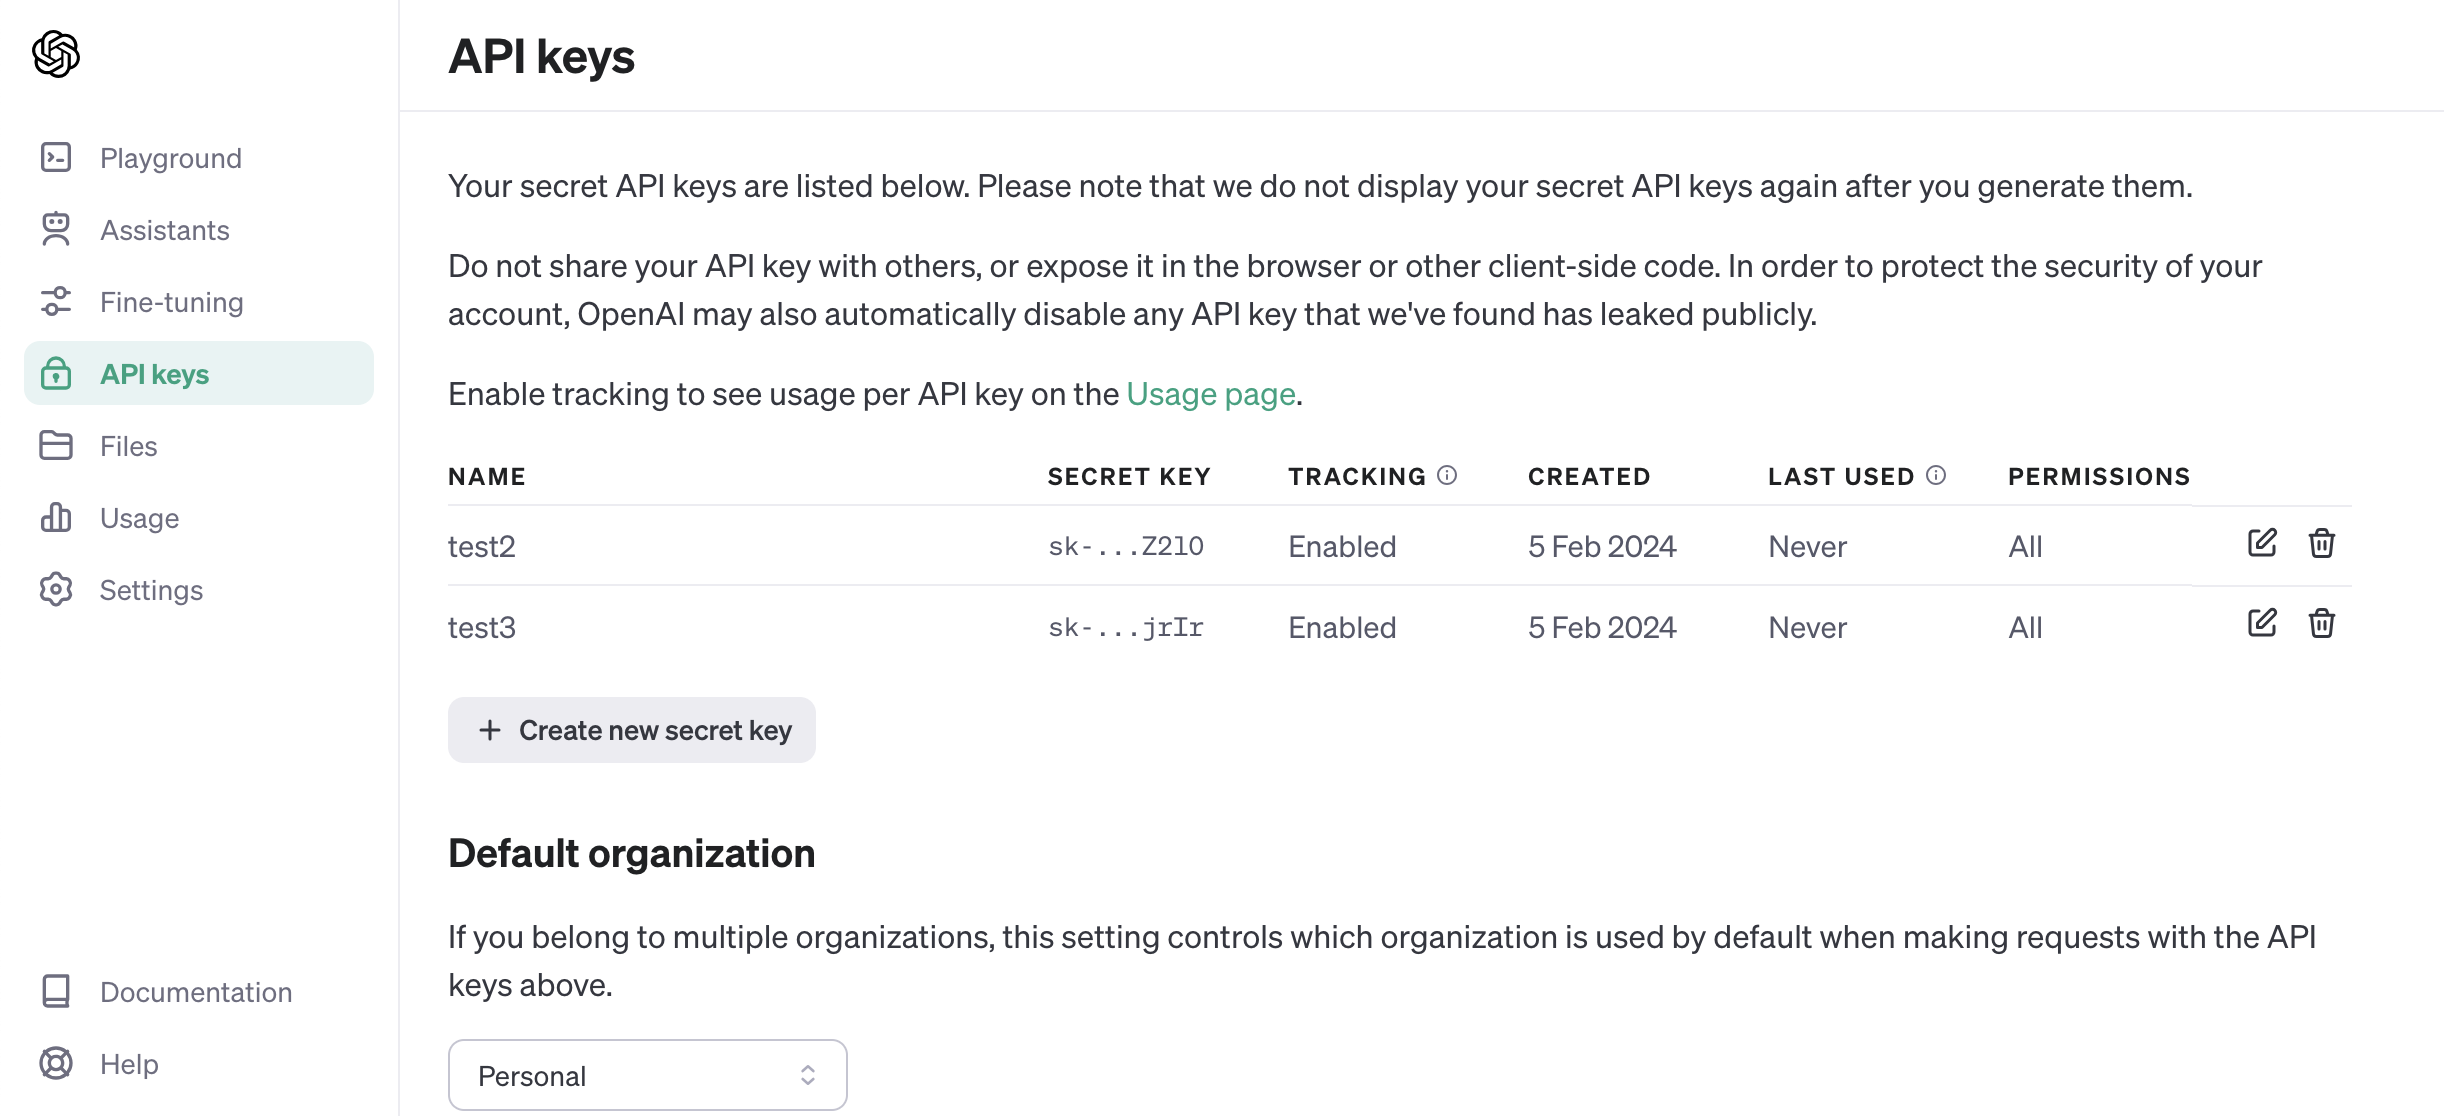 API keys
Playground
Assistants
Fine-tuning
API keys
Files
Usage
Settings
Documentation
Help
Your secret API keys are listed below. Please note that we do not display your secret API keys again after you generate them.
Do not share your API key with others, or expose it in the browser or other client-side code. In order to protect the security of your
account, OpenAI may also automatically disable any API key that we've found has leaked publicly.
Enable tracking to see usage per API key on the Usage page.
NAME SECRET KEY TRACKING CREATED LAST USED PERMISSIONS
test2 sk-...Z2lO Enabled 5 Feb 2024 Never All
test3 sk-...jrIr Enabled 5 Feb 2024 Never All
+ Create new secret key
Default organization
If you belong to multiple organizations, this setting controls which organization is used by default when making requests with the API
keys above.
Personal